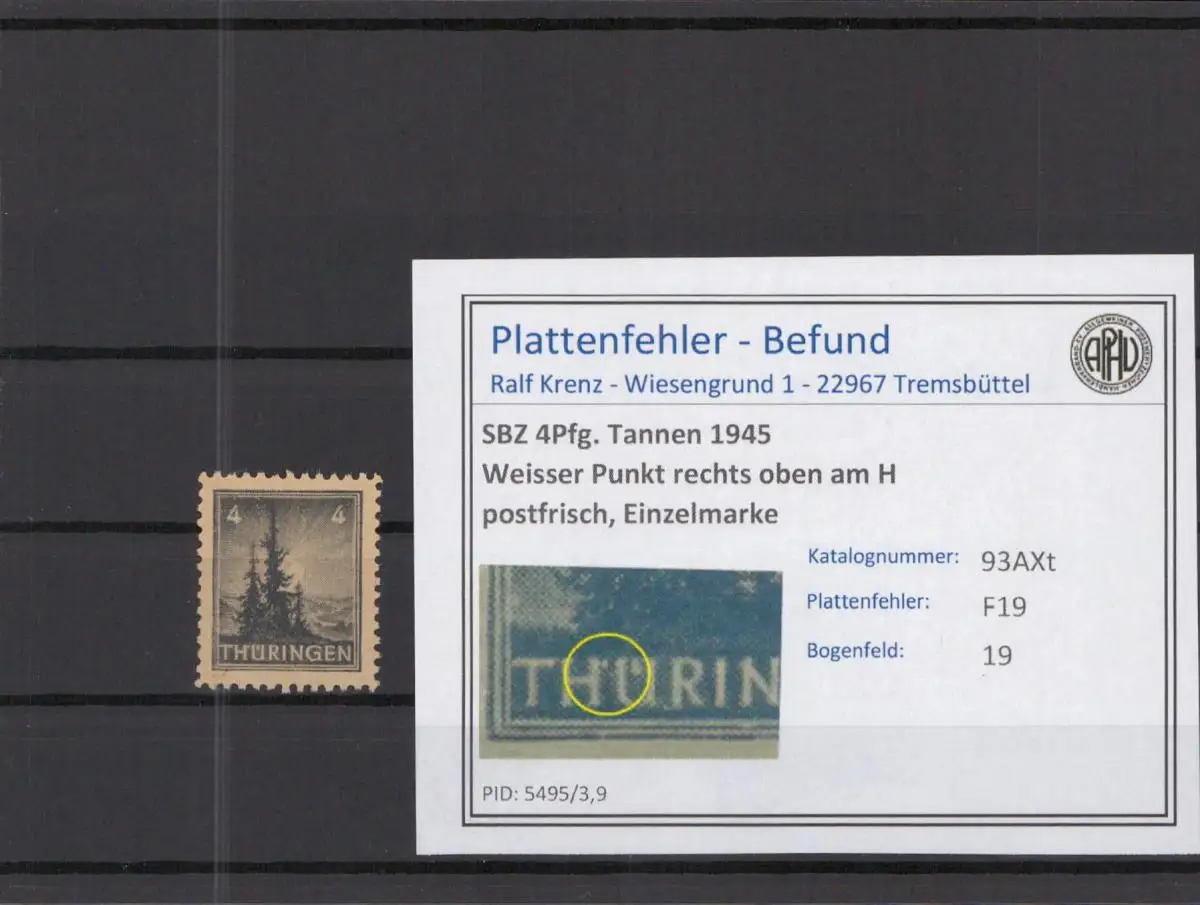 4 4
THÜRINGEN
Plattenfehler - Befund
Ralf Krenz - Wiesengrund 1 - 22967 Tremsbüttel
APHV
SBZ 4Pfg. Tannen 1945
Weisser Punkt rechts oben am H
postfrisch, Einzelmarke
Katalognummer: 93AXt
Plattenfehler: F19
Bogenfeld: 19
THÜRIN
PID: 5495/3,9